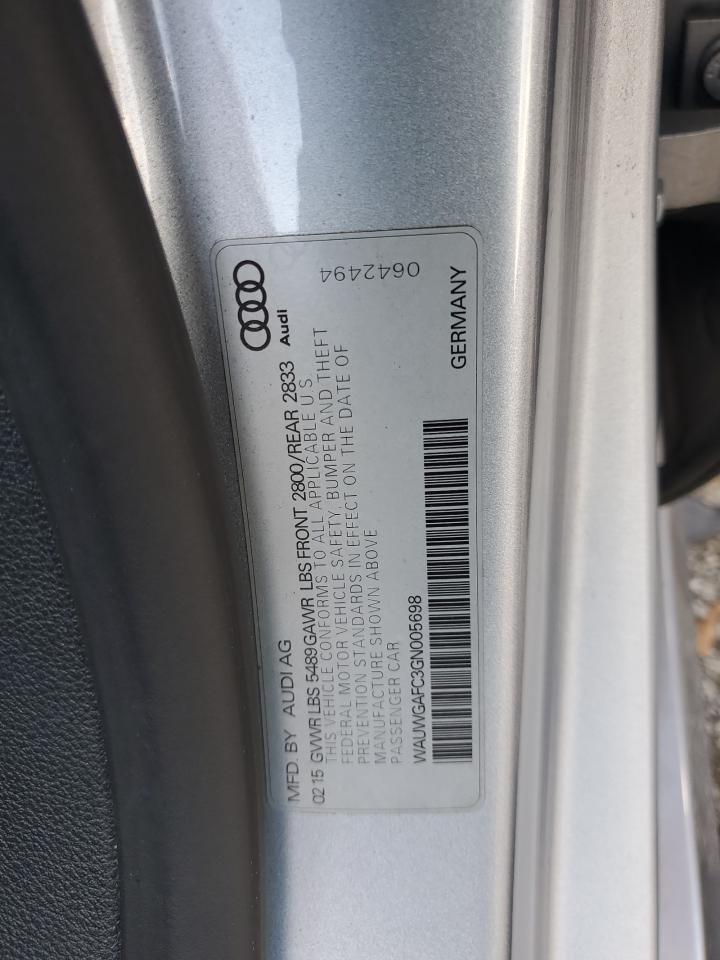 MFD. BY AUDI AG
02 15 GVWR LBS 5489 GAWR LBS FRONT 2800/REAR 2833
THIS VEHICLE CONFORMS TO ALL APPLICABLE U S
FEDERAL MOTOR VEHICLE SAFETY, BUMPER AND THEFT
PREVENTION STANDARDS IN EFFECT ON THE DATE OF
MANUFACTURE SHOWN ABOVE
PASSENGER CAR
WAUWGAFC3GN005698
Audi
0642494
GERMANY